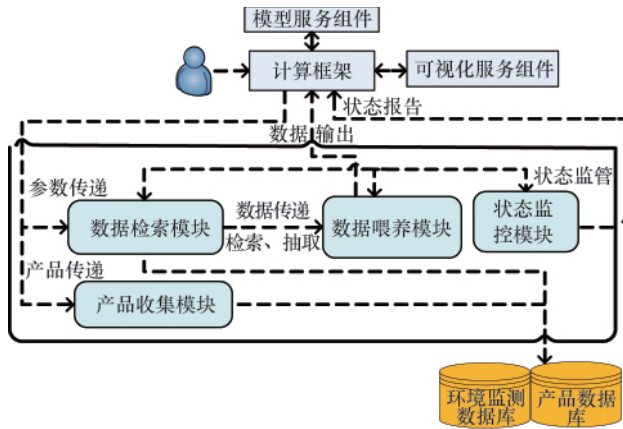 模型服务组件
计算框架
可视化服务组件
状态报告
数据输出
参数传递
状态监管
数据检索模块
数据传递
检索、抽取
数据喂养模块
状态监
控模块
产品传递
产品收集模块
环境监测
数据库
产品数据
库